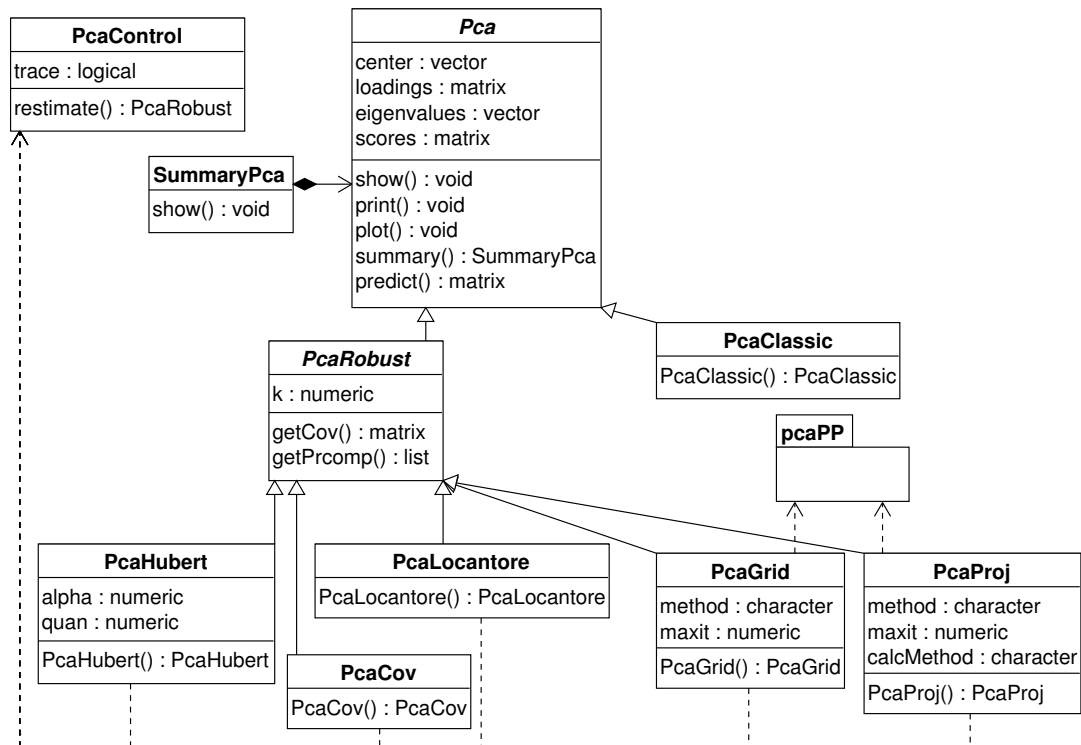 PcaControl
trace : logical
restimate() : PcaRobust
Pca
center : vector
loadings : matrix
eigenvalues : vector
scores : matrix
show() : void
print() : void
plot() : void
summary() : SummaryPca
predict() : matrix
SummaryPca
show() : void
PcaClassic
PcaClassic() : PcaClassic
PcaRobust
k : numeric
getCov() : matrix
getPrcomp() : list
pcaPP
PcaHubert
alpha : numeric
quan : numeric
PcaHubert() : PcaHubert
PcaCov
PcaCov() : PcaCov
PcaLocantore
PcaLocantore() : PcaLocantore
PcaGrid
method : character
maxit : numeric
PcaGrid() : PcaGrid
PcaProj
method : character
maxit : numeric
calcMethod : character
PcaProj() : PcaProj